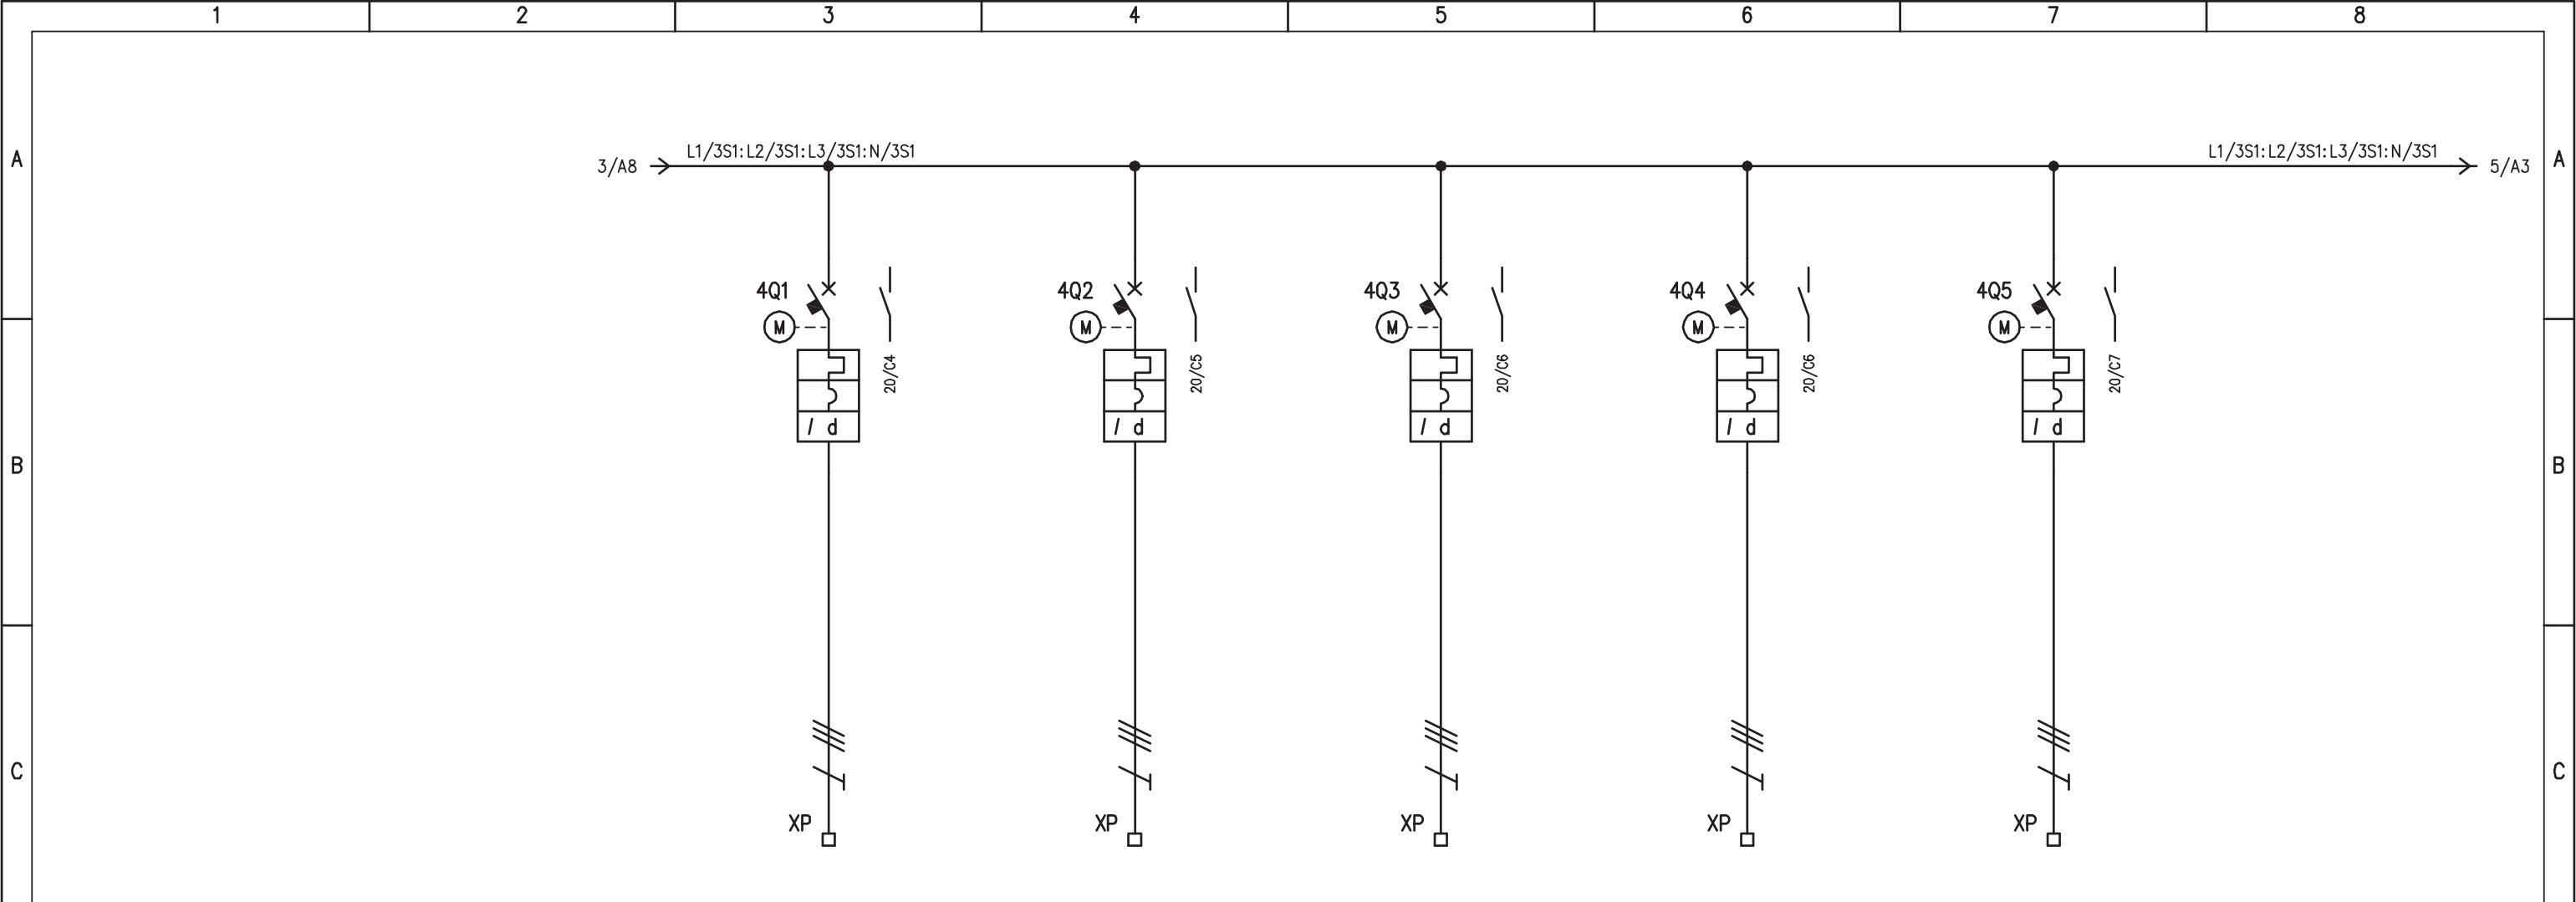 1 2 3 4 5 6 7 8
A A
L1/3S1:L2/3S1:L3/3S1:N/3S1 L1/3S1:L2/3S1:L3/3S1:N/3S1
3/A8 5/A3
4Q1 4Q2 4Q3 4Q4 4Q5
M M M M M
20/C4 20/C5 20/C6 20/C6 20/C7
I d I d I d I d I d
B B
C C
XP XP XP XP XP